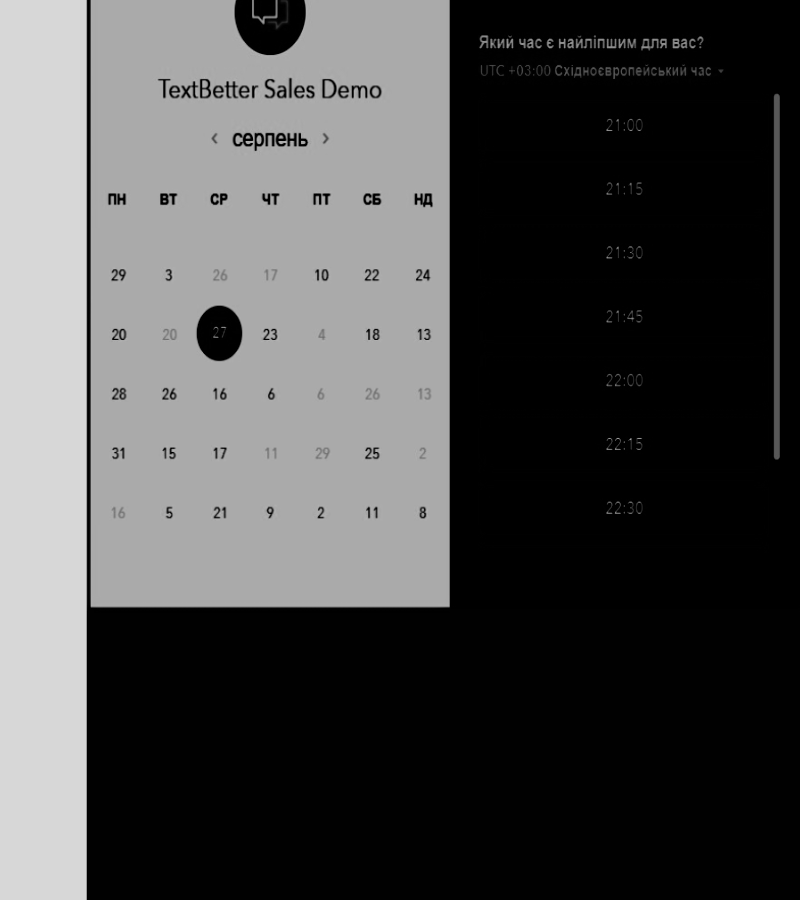 TextBetter Sales Demo
‹ серпень ›
ПН ВТ СР ЧТ ПТ СБ НД
29 3 26 17 10 22 24
20 20 27 23 4 18 13
28 26 16 6 6 26 13
31 15 17 11 29 25 2
16 5 21 9 2 11 8
Який час є найліпшим для вас?
UTC +03:00 Східноєвропейський час
21:00
21:15
21:30
21:45
22:00
22:15
22:30